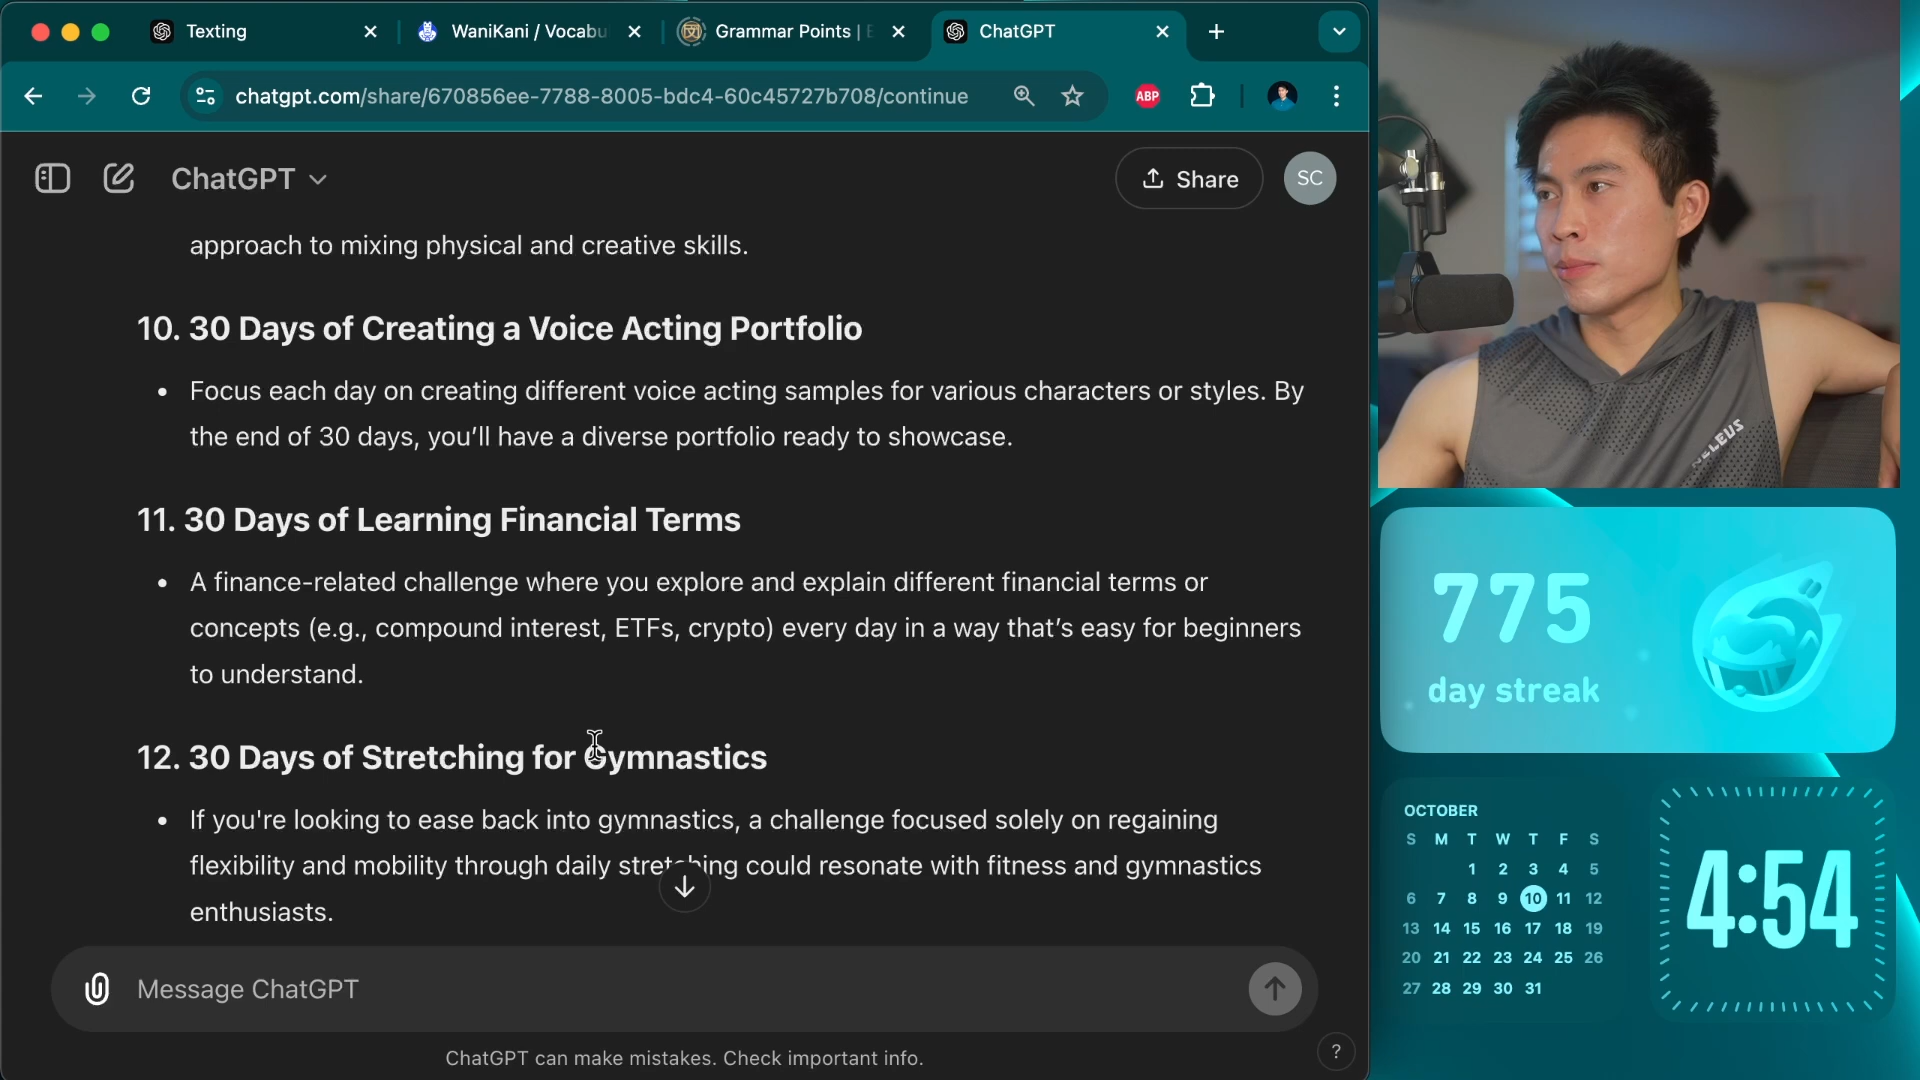 Texting
WaniKani / Vocabu
Grammar Points |
ChatGPT
chatgpt.com/share/670856ee-7788-8005-bdc4-60c45727b708/continue
ABP
ChatGPT
Share
SC
approach to mixing physical and creative skills.
10. 30 Days of Creating a Voice Acting Portfolio
• Focus each day on creating different voice acting samples for various characters or styles. By
the end of 30 days, you’ll have a diverse portfolio ready to showcase.
11. 30 Days of Learning Financial Terms
• A finance-related challenge where you explore and explain different financial terms or
concepts (e.g., compound interest, ETFs, crypto) every day in a way that’s easy for beginners
to understand.
12. 30 Days of Stretching for Gymnastics
• If you're looking to ease back into gymnastics, a challenge focused solely on regaining
flexibility and mobility through daily stretching could resonate with fitness and gymnastics
enthusiasts.
Message ChatGPT
ChatGPT can make mistakes. Check important info.
?
775
day streak
OCTOBER
S M T W T F S
1 2 3 4 5
6 7 8 9 10 11 12
13 14 15 16 17 18 19
20 21 22 23 24 25 26
27 28 29 30 31
4:54